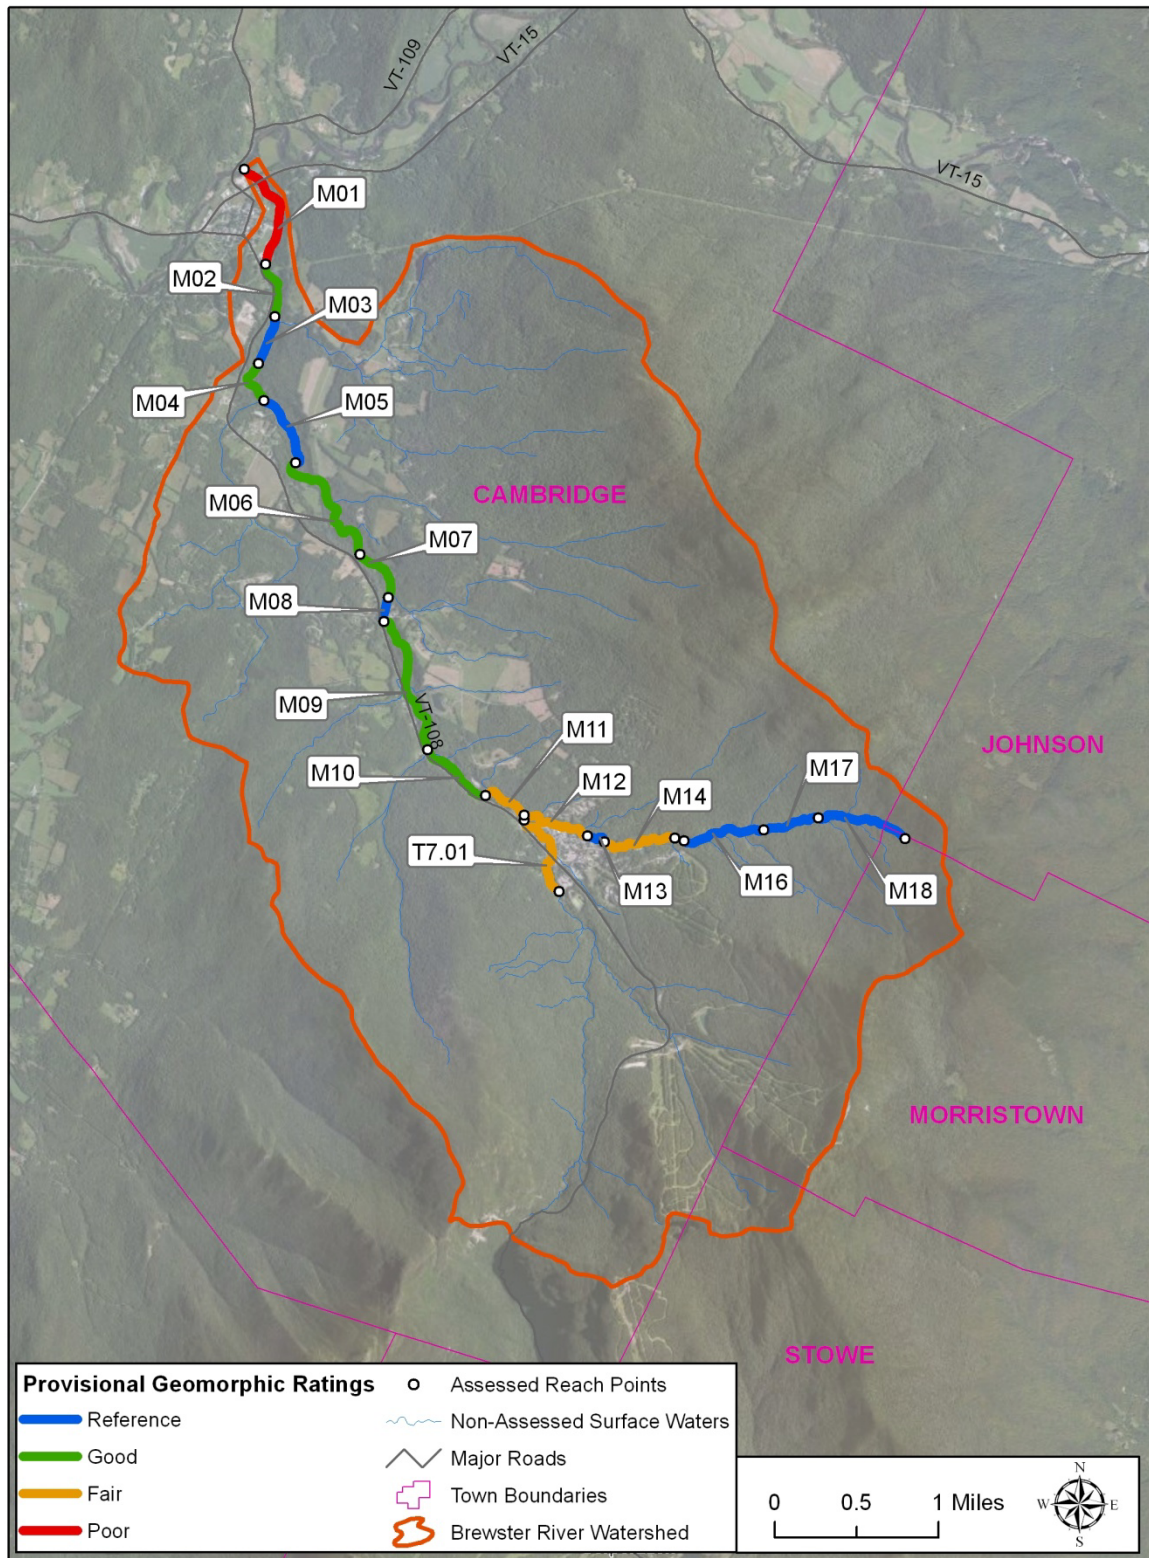 VT-109
VT-15
VT-15
M01
M02
M03
M04
M05
CAMBRIDGE
M06
M07
M08
M09
VT-108
M11
JOHNSON
M10
M12
M17
M14
T7.01
M13
M16
M18
MORRISTOWN
STOWE
Provisional Geomorphic Ratings
Reference
Good
Fair
Poor
Assessed Reach Points
Non-Assessed Surface Waters
Major Roads
Town Boundaries
Brewster River Watershed
0 0.5 1 Miles
N
W E
S